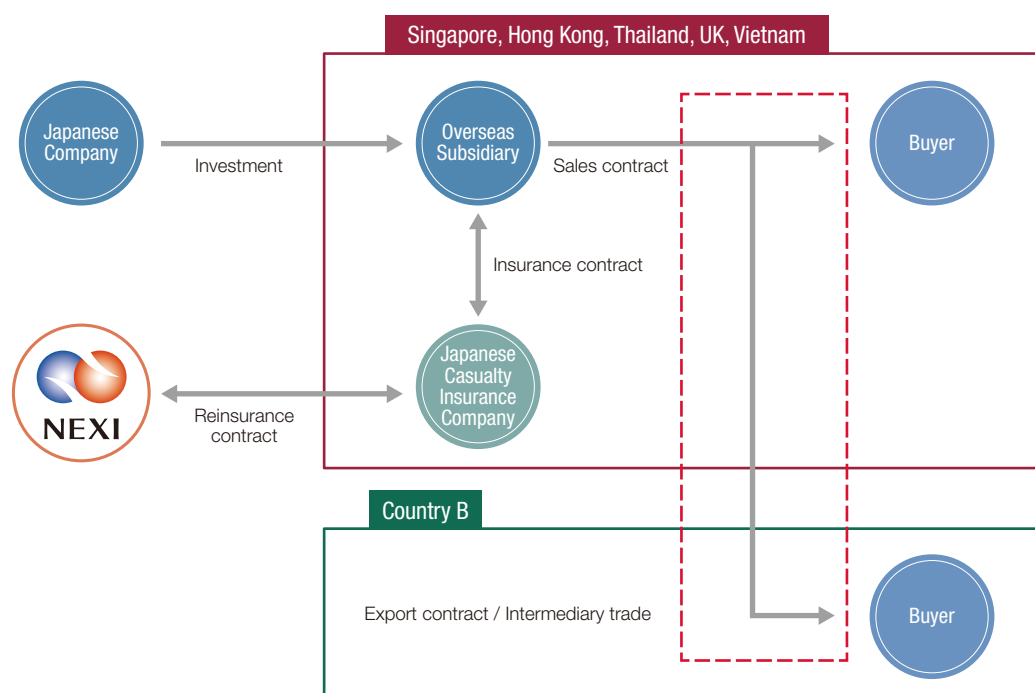 Singapore, Hong Kong, Thailand, UK, Vietnam
Japanese
Company
Investment
Overseas
Subsidiary
Sales contract
Buyer
Insurance contract
NEXI
Reinsurance
contract
Japanese
Casualty
Insurance
Company
Country B
Export contract / Intermediary trade
Buyer